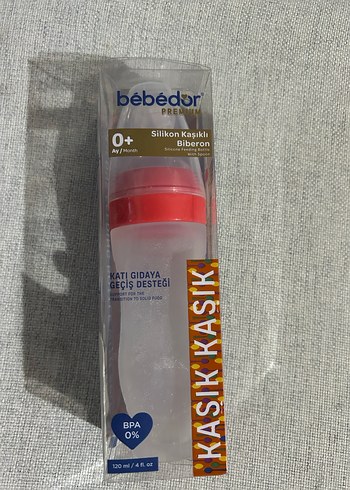 bébédor®
PREMIUM
0+
Ay / Month
Silikon Kaşıklı
Biberon
Silicone Feeding Bottle
With Spoon
KATI GIDAYA
GEÇİŞ DESTEĞİ
SUPPORT FOR THE
TRANSITION TO SOLID FOOD
KAŞIK KAŞIK
BPA
0%
120 ml / 4 fl. oz